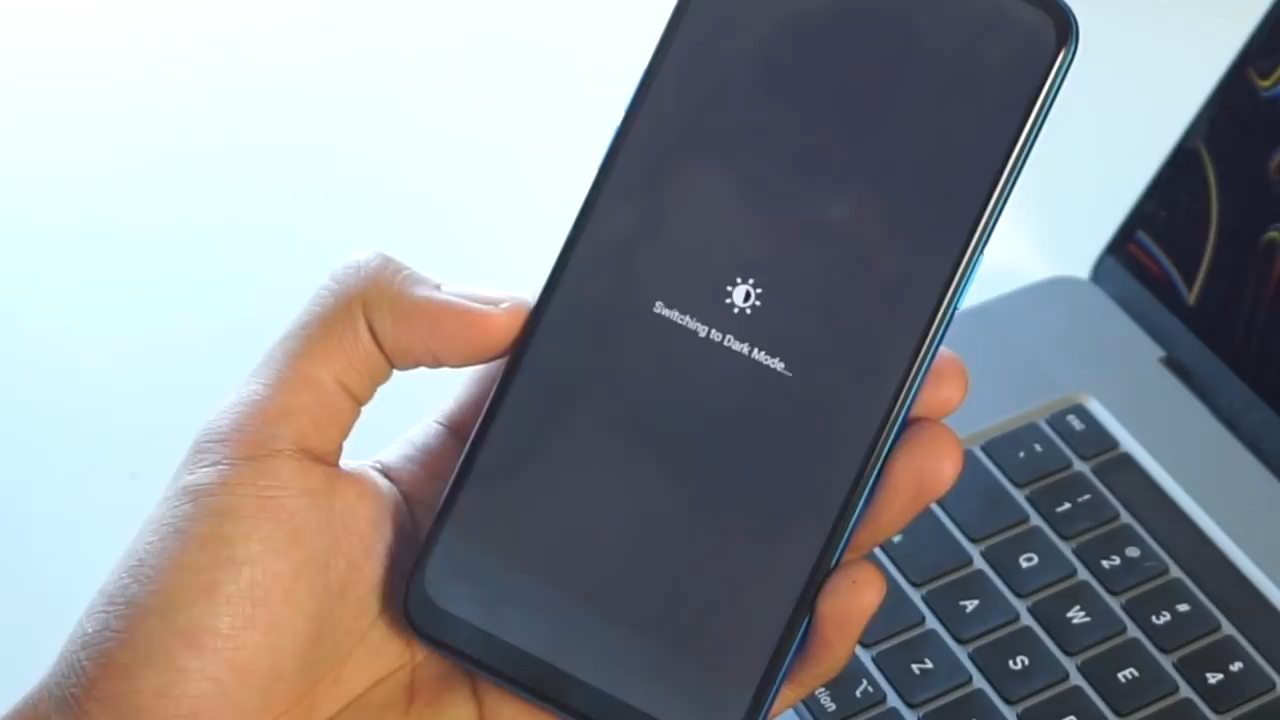 Switching to Dark Mode...
esc
~ `
! 1
@ 2
# 3
$ 4
Q
W
E
A
S
Z
tion